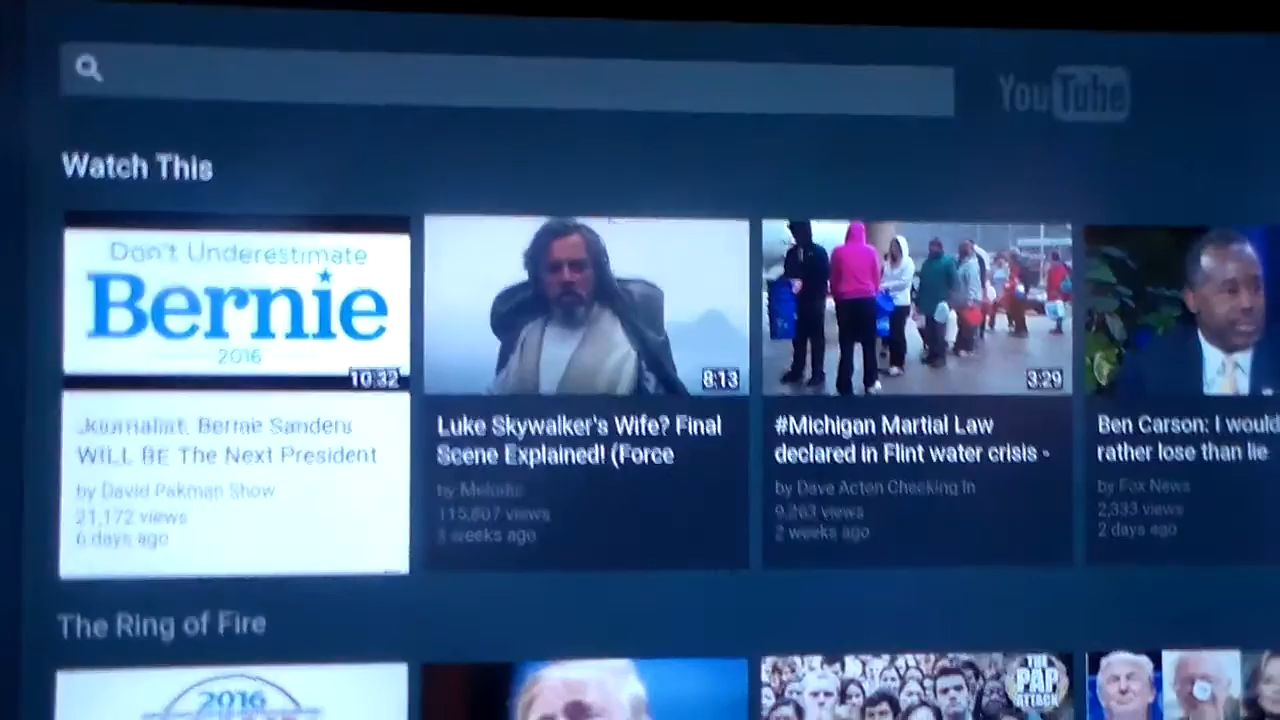 YouTube
Watch This
Don't Underestimate
Bernie
2016
10:32
8:13
3:29
Journalist: Bernie Sanders
WILL BE The Next President
by David Pakman Show
21,172 views
6 days ago
Luke Skywalker's Wife? Final
Scene Explained! (Force
by
115,807 views
weeks ago
#Michigan Martial Law
declared in Flint water crisis -
by Dave Acton Checking In
9,263 views
2 weeks ago
Ben Carson: I would
rather lose than lie
by Fox News
2,333 views
2 days ago
The Ring of Fire
2016
THE
PAP
ATTACK